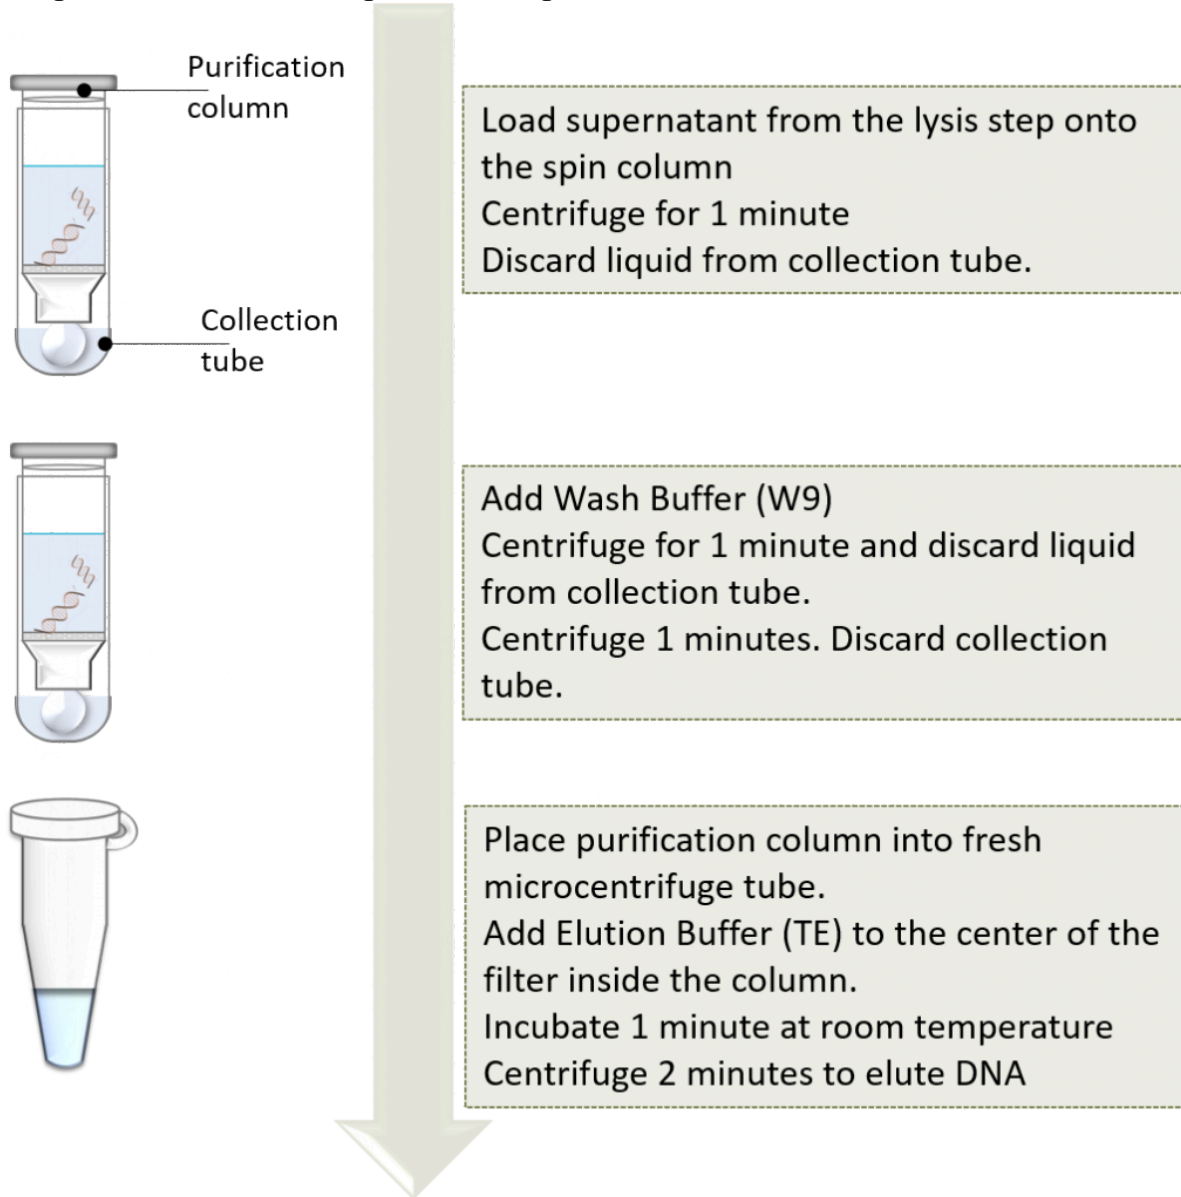 Purification
column
Load supernatant from the lysis step onto
the spin column
Centrifuge for 1 minute
Discard liquid from collection tube.
Collection
tube
Add Wash Buffer (W9)
Centrifuge for 1 minute and discard liquid
from collection tube.
Centrifuge 1 minutes. Discard collection
tube.
Place purification column into fresh
microcentrifuge tube.
Add Elution Buffer (TE) to the center of the
filter inside the column.
Incubate 1 minute at room temperature
Centrifuge 2 minutes to elute DNA